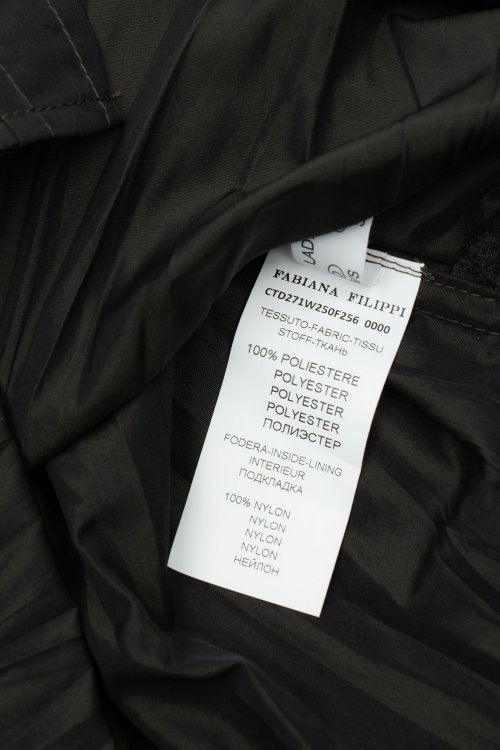 LADI
FABIANA FILIPPI
CTD271W250F256 0000
TESSUTO-FABRIC-TISSU
STOFF-ТКАНЬ
100% POLIESTERE
POLYESTER
POLYESTER
POLYESTER
ПОЛИЭСТЕР
FODERA-INSIDE-LINING
INTERIEUR
ПОДКЛАДКА
100% NYLON
NYLON
NYLON
NYLON
НЕЙЛОН